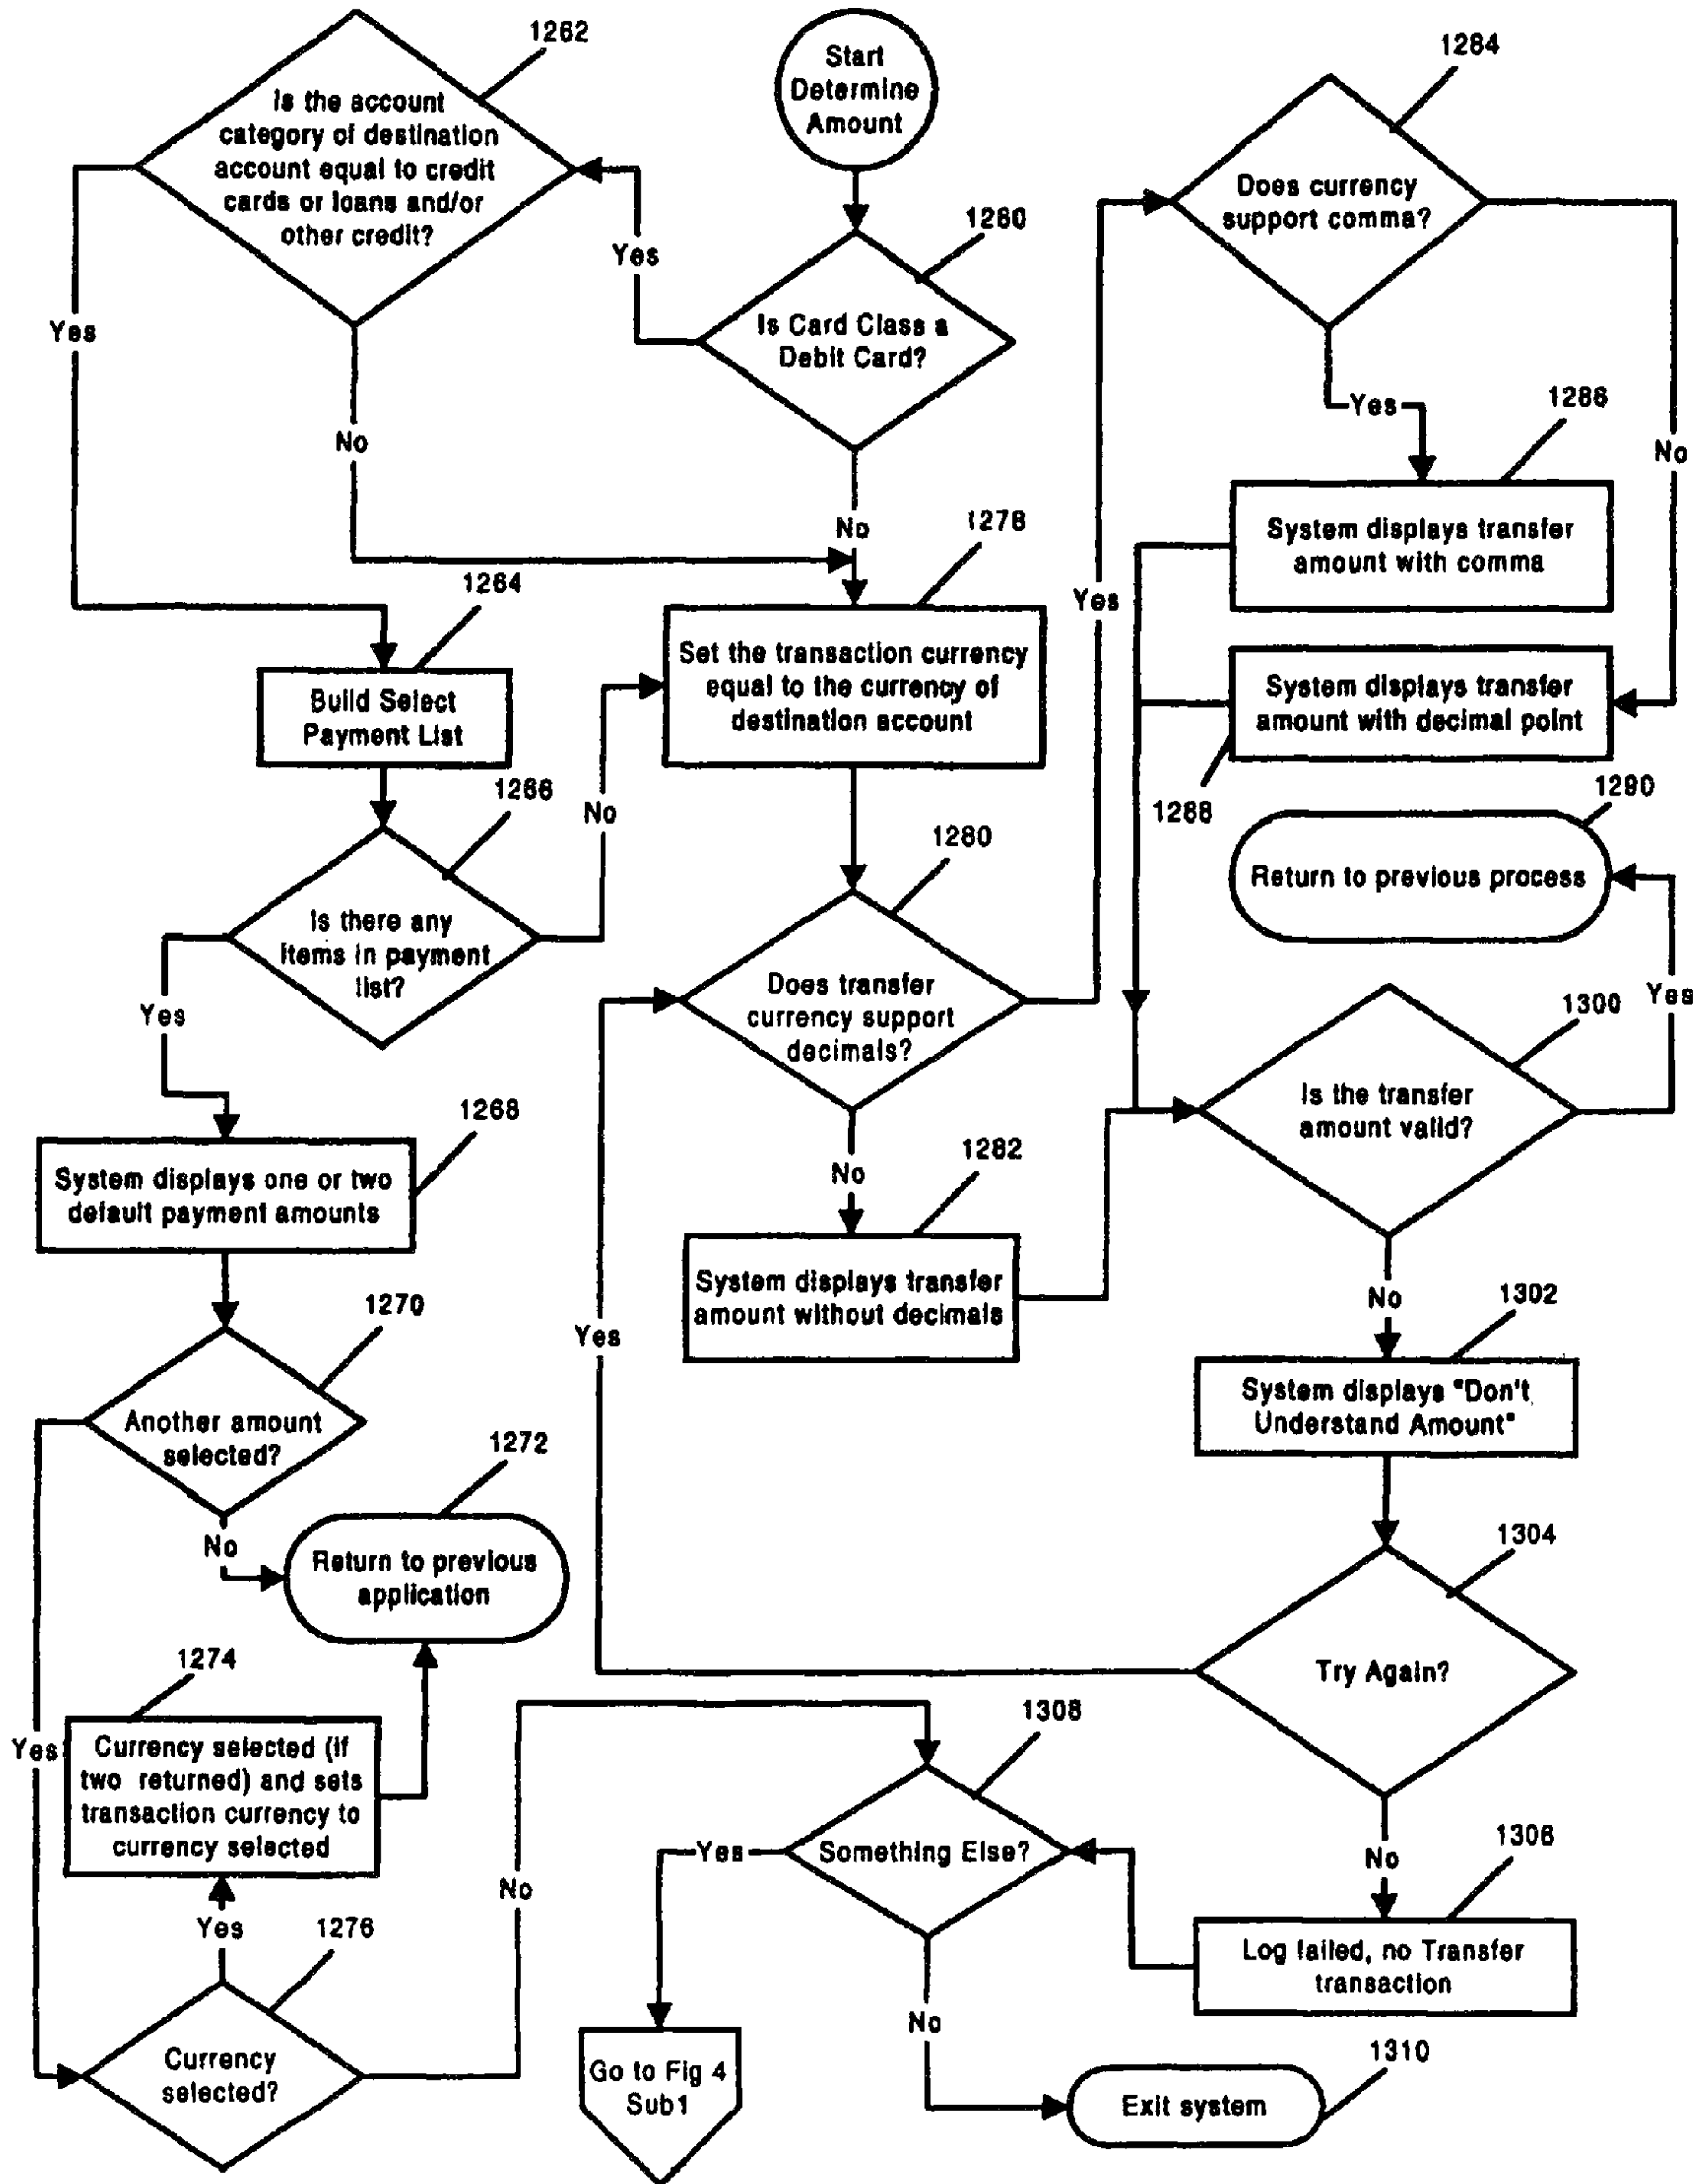 1262
Is the account
category of destination
account equal to credit
cards or loans and/or
other credit?
Yes
No
Start
Determine
Amount
1260
Is Card Class a
Debit Card?
Yes
No
1284
Does currency
support comma?
Yes
No
1286
System displays transfer
amount with comma
System displays transfer
amount with decimal point
1288
1290
Return to previous process
1264
Build Select
Payment List
1266
Is there any
items in payment
list?
No
Yes
1278
Set the transaction currency
equal to the currency of
destination account
1280
Does transfer
currency support
decimals?
Yes
No
1282
System displays transfer
amount without decimals
1300
Is the transfer
amount valid?
Yes
No
1302
System displays "Don't
Understand Amount"
1304
Try Again?
Yes
No
1306
Log failed, no Transfer
transaction
1268
System displays one or two
default payment amounts
1270
Another amount
selected?
No
Yes
1272
Return to previous
application
1274
Currency selected (if
two returned) and sets
transaction currency to
currency selected
Yes
1276
Currency
selected?
No
1308
Something Else?
Yes
No
Go to Fig 4
Sub1
1310
Exit system